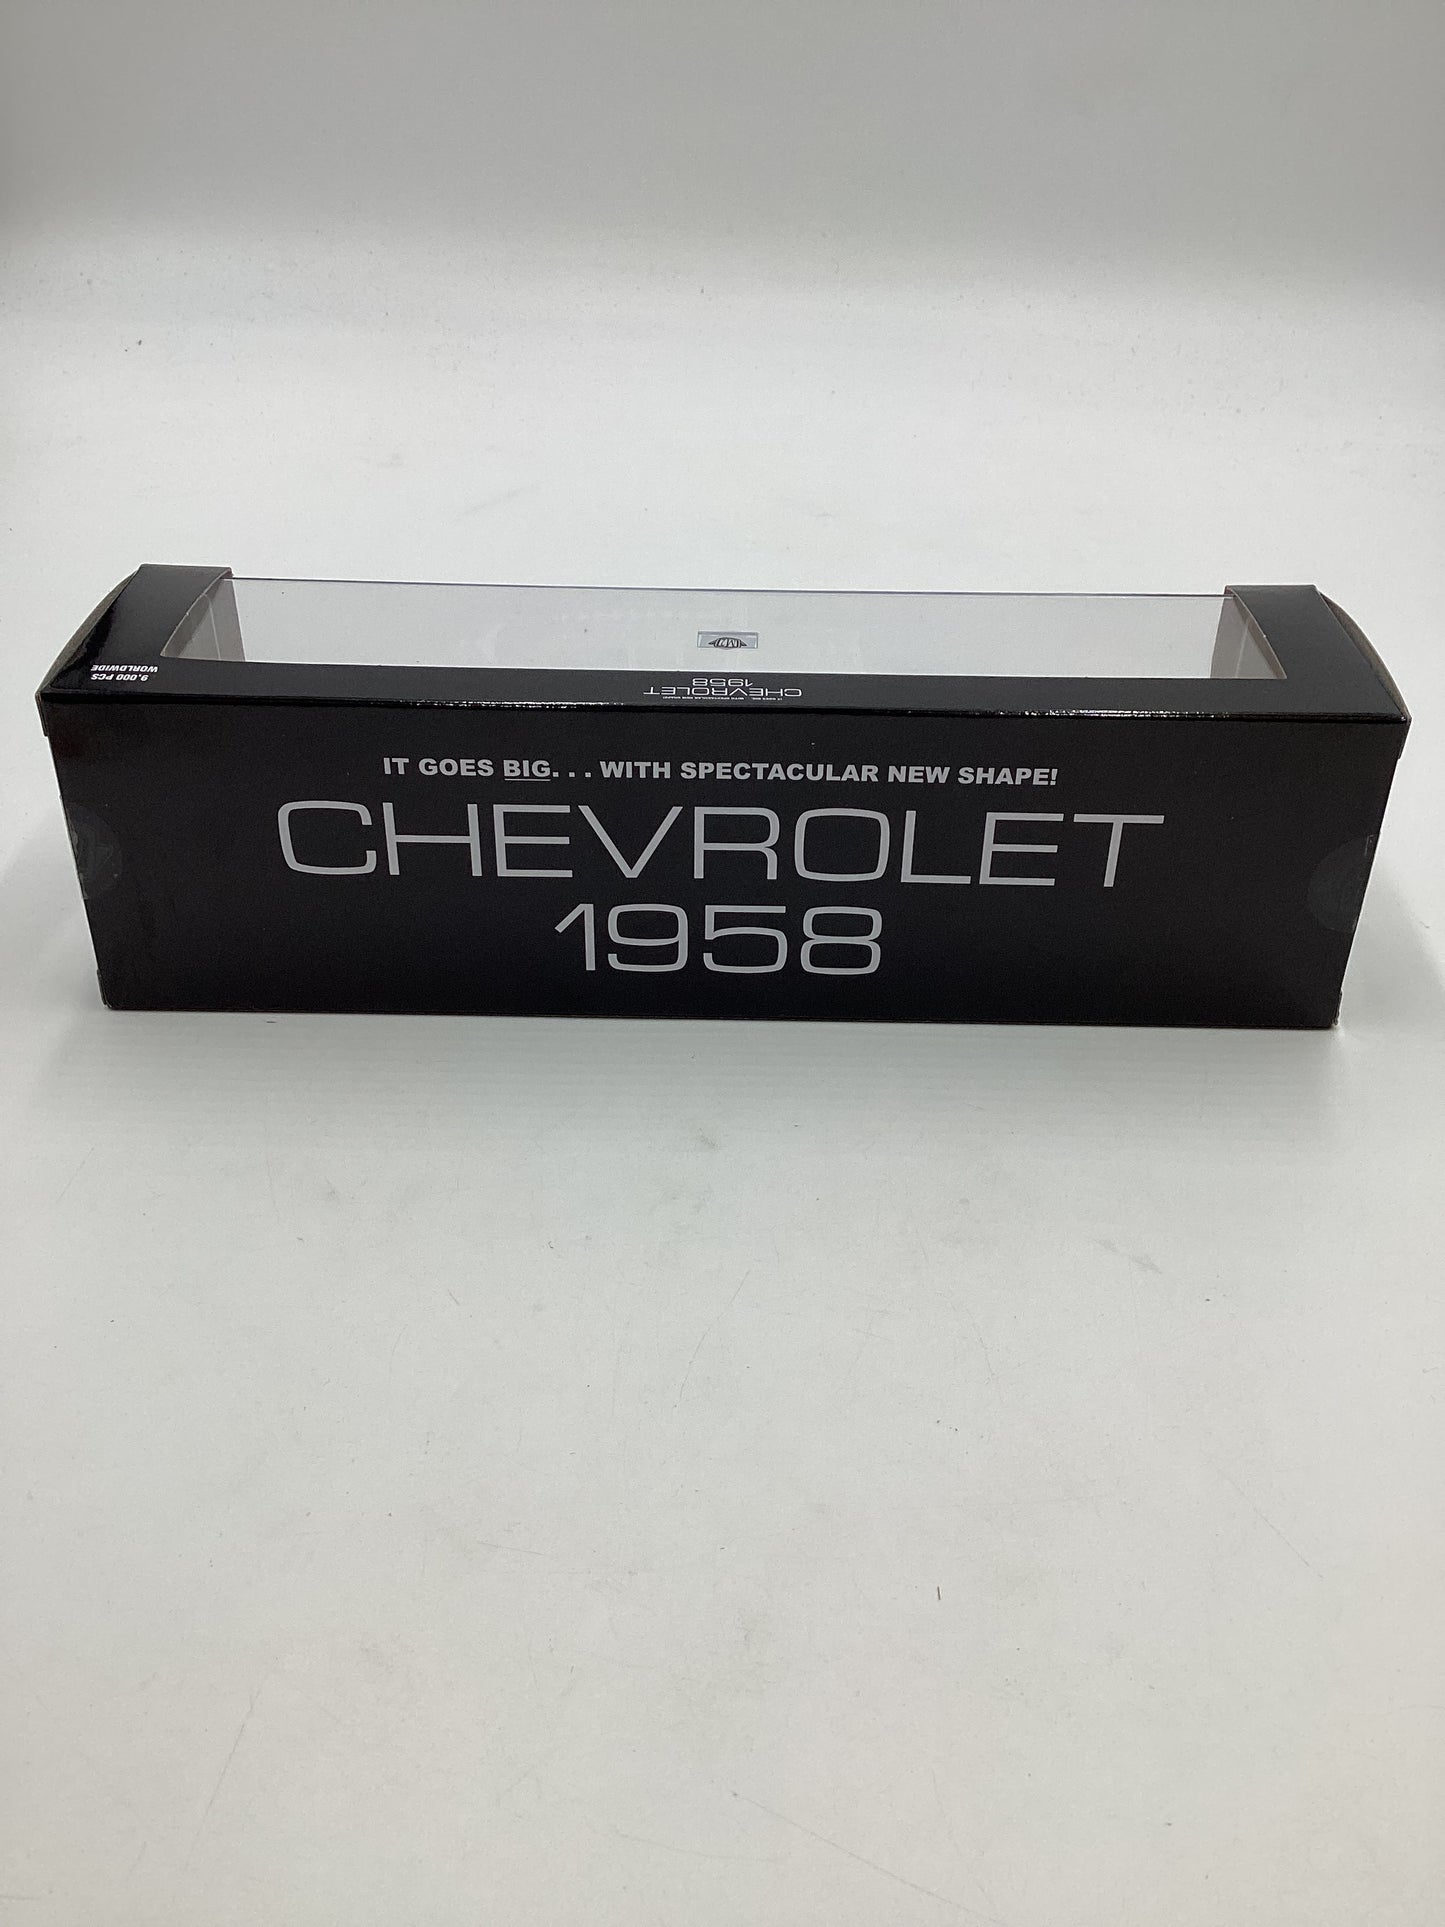 9,000 PCS
WORLDWIDE
CHEVROLET
1958
IT GOES BIG. . . WITH SPECTACULAR NEW SHAPE!
CHEVROLET
1958